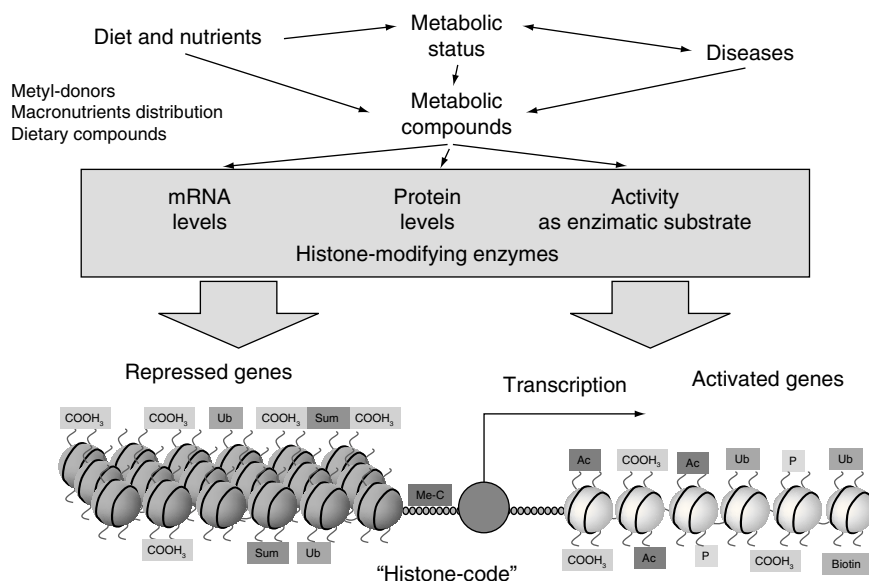 Diet and nutrients
Metabolic
status
Diseases
Metyl-donors
Macronutrients distribution
Dietary compounds
Metabolic
compounds
mRNA
levels
Protein
levels
Activity
as enzimatic substrate
Histone-modifying enzymes
Repressed genes
Transcription
Activated genes
COOH₃ COOH₃ Ub COOH₃ Sum COOH₃
Ac COOH₃ Ac Ub P Ub
Me-C
COOH₃ Sum Ub
COOH₃ Ac P COOH₃ Biotin
"Histone-code"